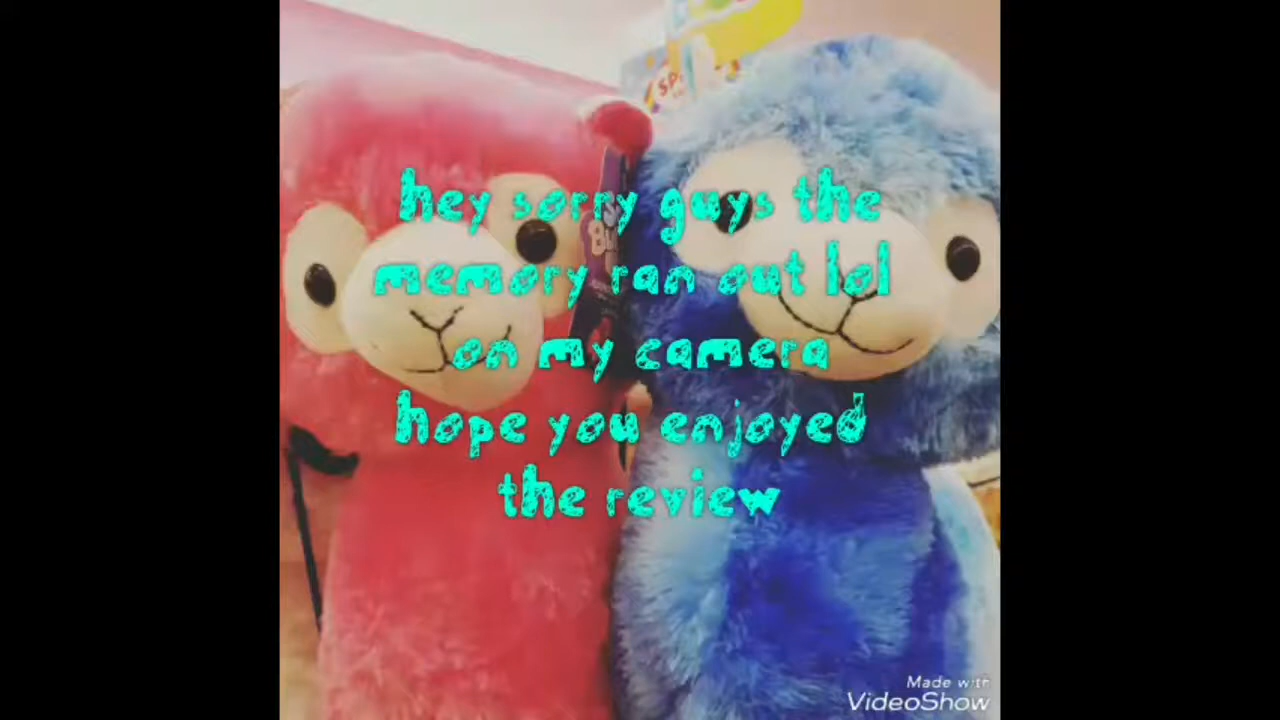 hey sorry guys the
memory ran out lol
on my camera
hope you enjoyed
the review
Made with
VideoShow